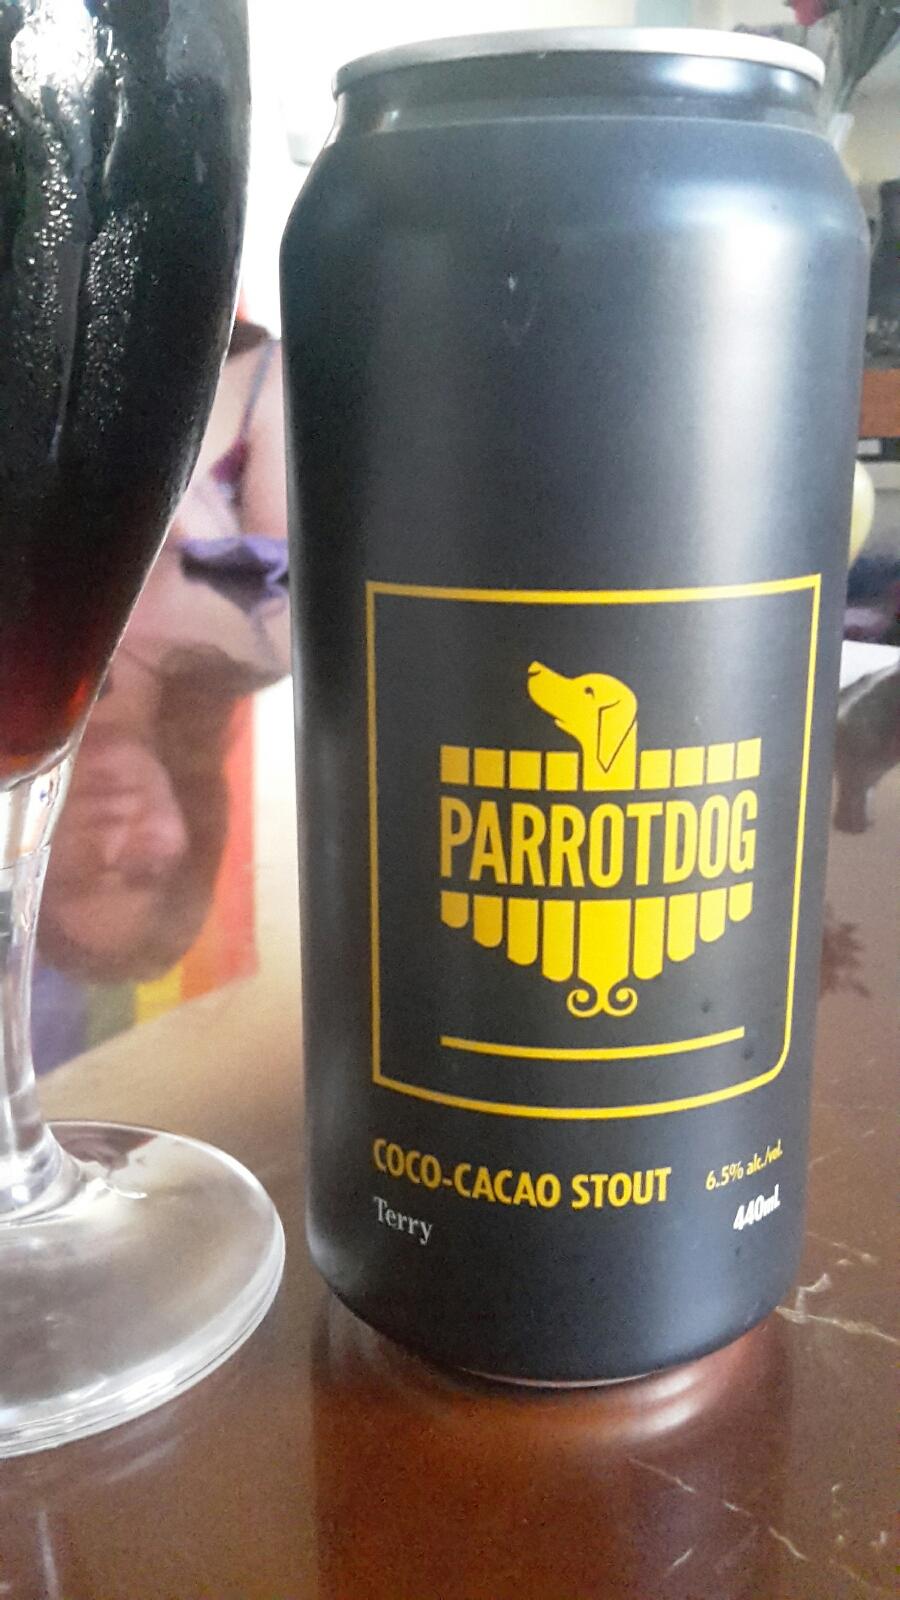 PARROTDOG
COCO-CACAO STOUT
6.5% alc./vol.
Terry
440mL